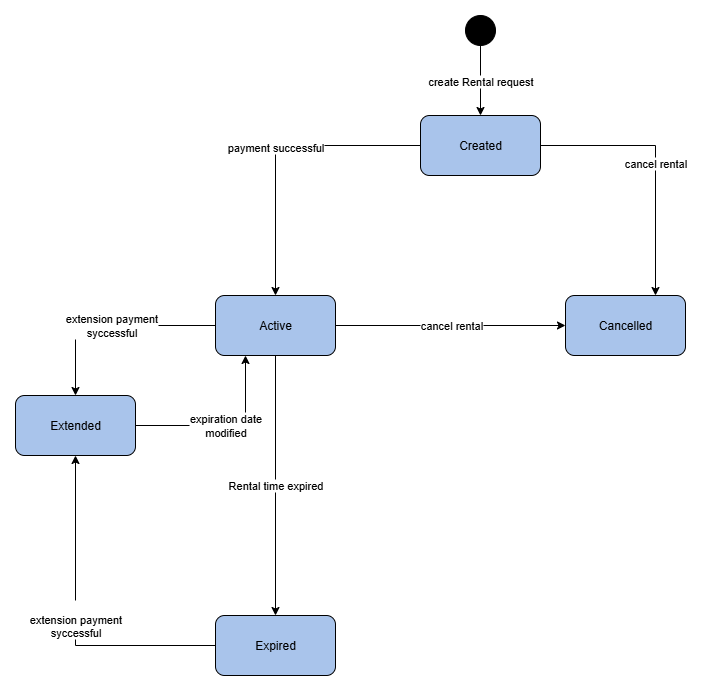 create Rental request
Created
payment successful
cancel rental
extension payment
syccessful
Active
cancel rental
Cancelled
Extended
expiration date
modified
Rental time expired
extension payment
syccessful
Expired